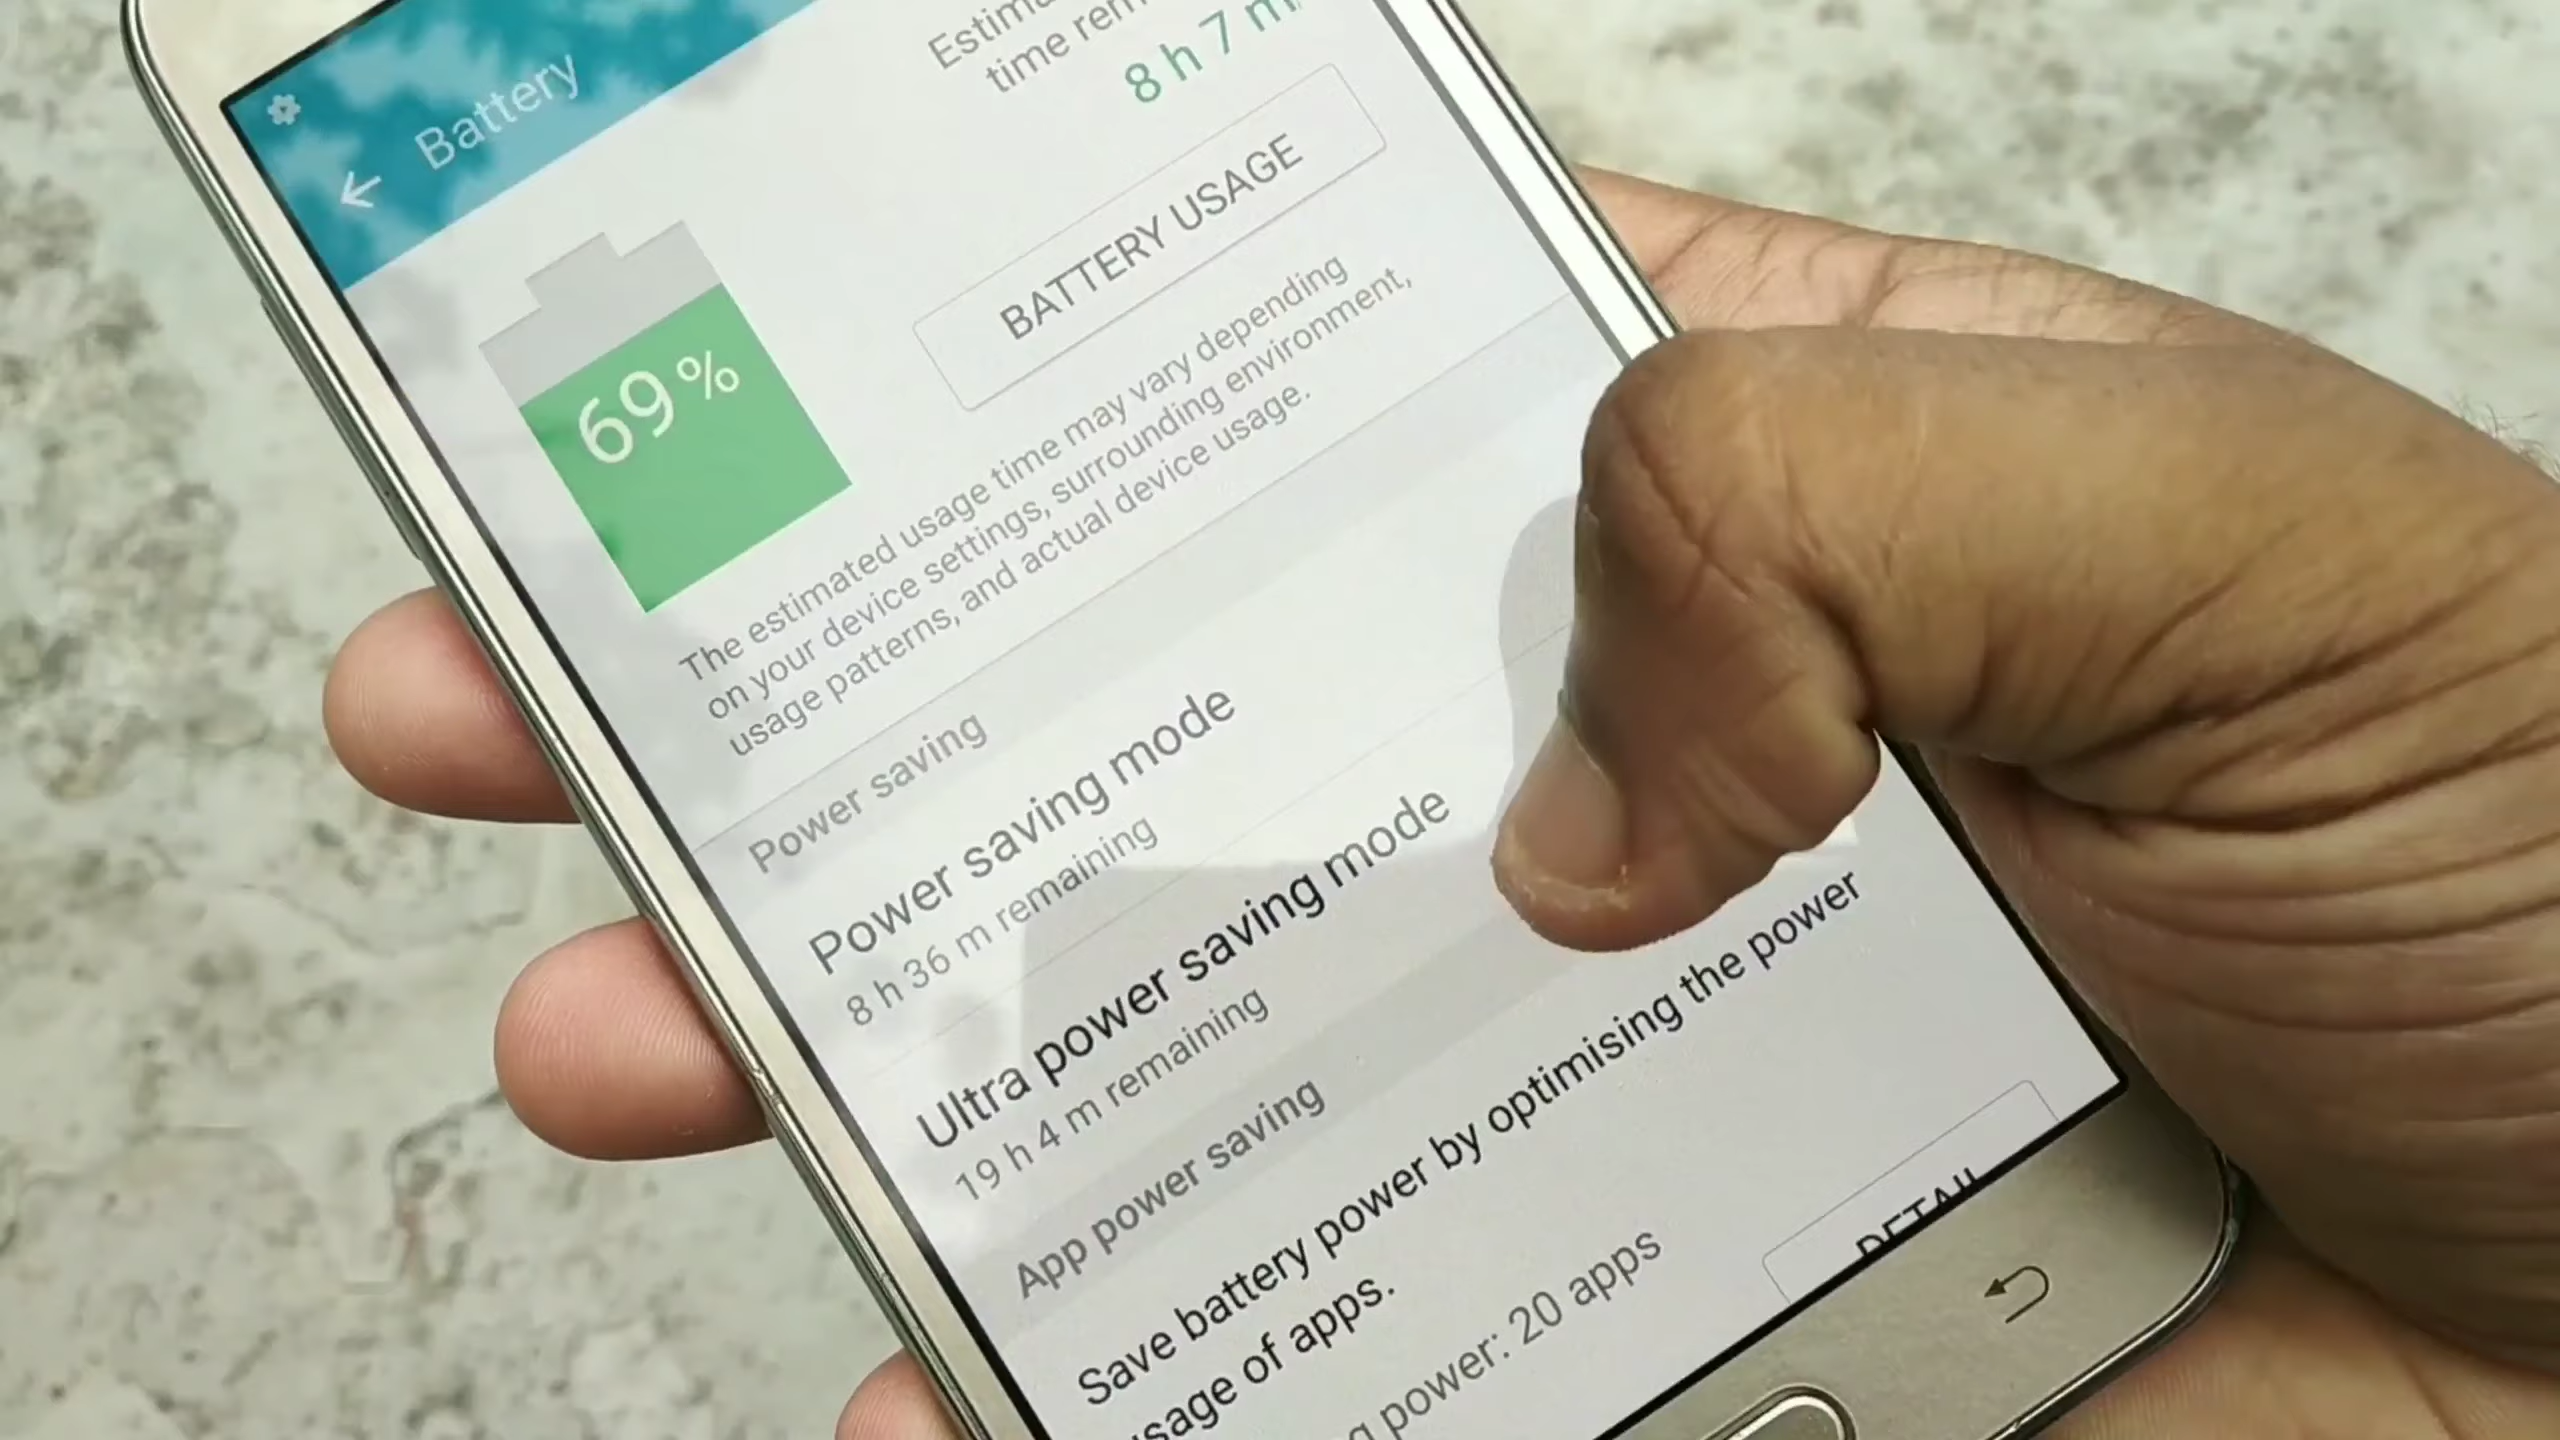 Battery
time
8 h 7 m
69%
BATTERY USAGE
The estimated usage time may vary depending
on your device settings, surrounding environment,
usage patterns, and actual device usage.
Power saving
Power saving mode
8 h 36 m remaining
Ultra power saving mode
19 h 4 m remaining
App power saving
Save battery power by optimising the power
usage of apps.
power: 20 apps
DETAIL